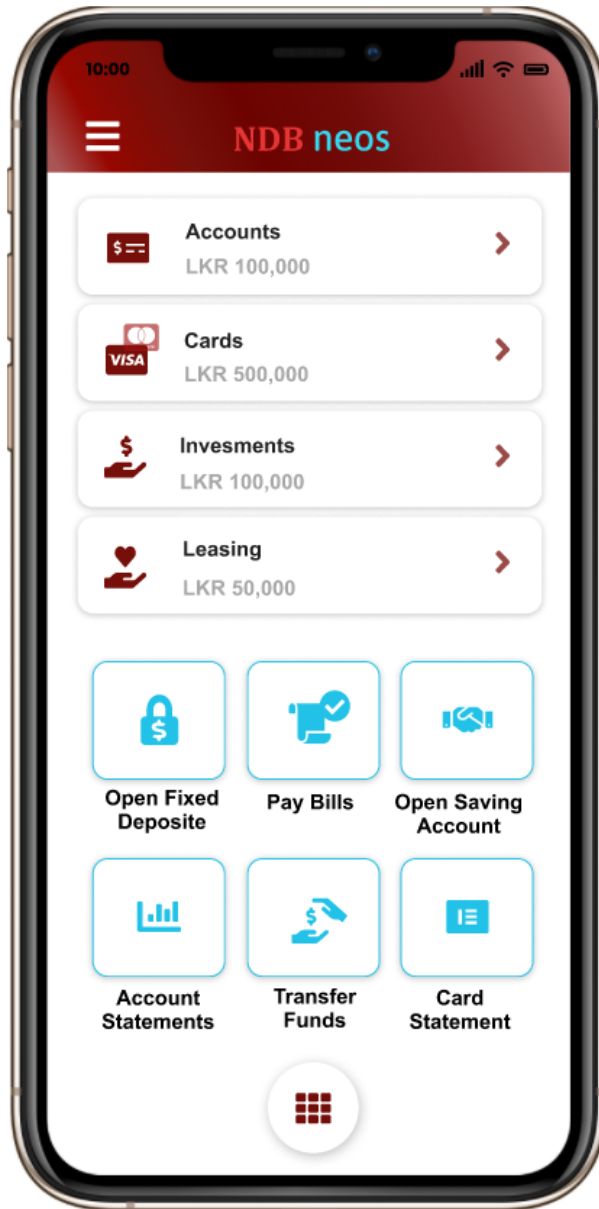 10:00
NDB neos
Accounts
LKR 100,000
VISA
Cards
LKR 500,000
Invesments
LKR 100,000
Leasing
LKR 50,000
Open Fixed
Deposite
Pay Bills
Open Saving
Account
Account
Statements
Transfer
Funds
Card
Statement